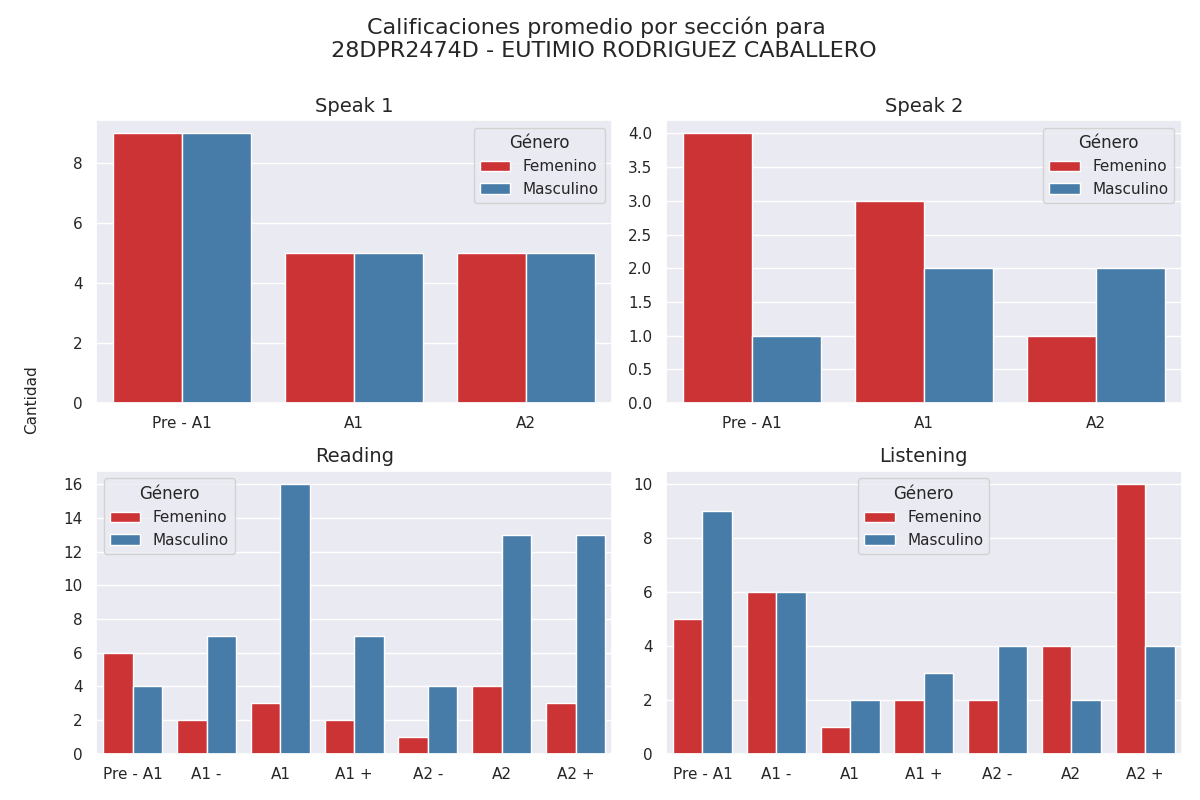 Calificaciones promedio por sección para
28DPR2474D - EUTIMIO RODRIGUEZ CABALLERO
Cantidad
Speak 1
Género
Femenino
Masculino
8
6
4
2
0
Pre - A1 A1 A2
Speak 2
Género
Femenino
Masculino
4.0
3.5
3.0
2.5
2.0
1.5
1.0
0.5
0.0
Pre - A1 A1 A2
Reading
Género
Femenino
Masculino
16
14
12
10
8
6
4
2
0
Pre - A1 A1 - A1 A1 + A2 - A2 A2 +
Listening
Género
Femenino
Masculino
10
8
6
4
2
0
Pre - A1 A1 - A1 A1 + A2 - A2 A2 +